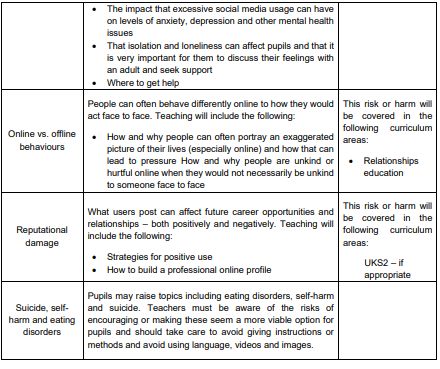 • The impact that excessive social media usage can have
on levels of anxiety, depression and other mental health
issues
• That isolation and loneliness can affect pupils and that it
is very important for them to discuss their feelings with
an adult and seek support
• Where to get help
Online vs. offline
behaviours
People can often behave differently online to how they would
act face to face. Teaching will include the following:
• How and why people can often portray an exaggerated
picture of their lives (especially online) and how that can
lead to pressure How and why people are unkind or
hurtful online when they would not necessarily be unkind
to someone face to face
This risk or harm will
be covered in the
following curriculum
areas:
• Relationships
education
Reputational
damage
What users post can affect future career opportunities and
relationships – both positively and negatively. Teaching will
include the following:
• Strategies for positive use
• How to build a professional online profile
This risk or harm will
be covered in the
following curriculum
areas:
UKS2 – if
appropriate
Suicide, self-
harm and eating
disorders
Pupils may raise topics including eating disorders, self-harm
and suicide. Teachers must be aware of the risks of
encouraging or making these seem a more viable option for
pupils and should take care to avoid giving instructions or
methods and avoid using language, videos and images.